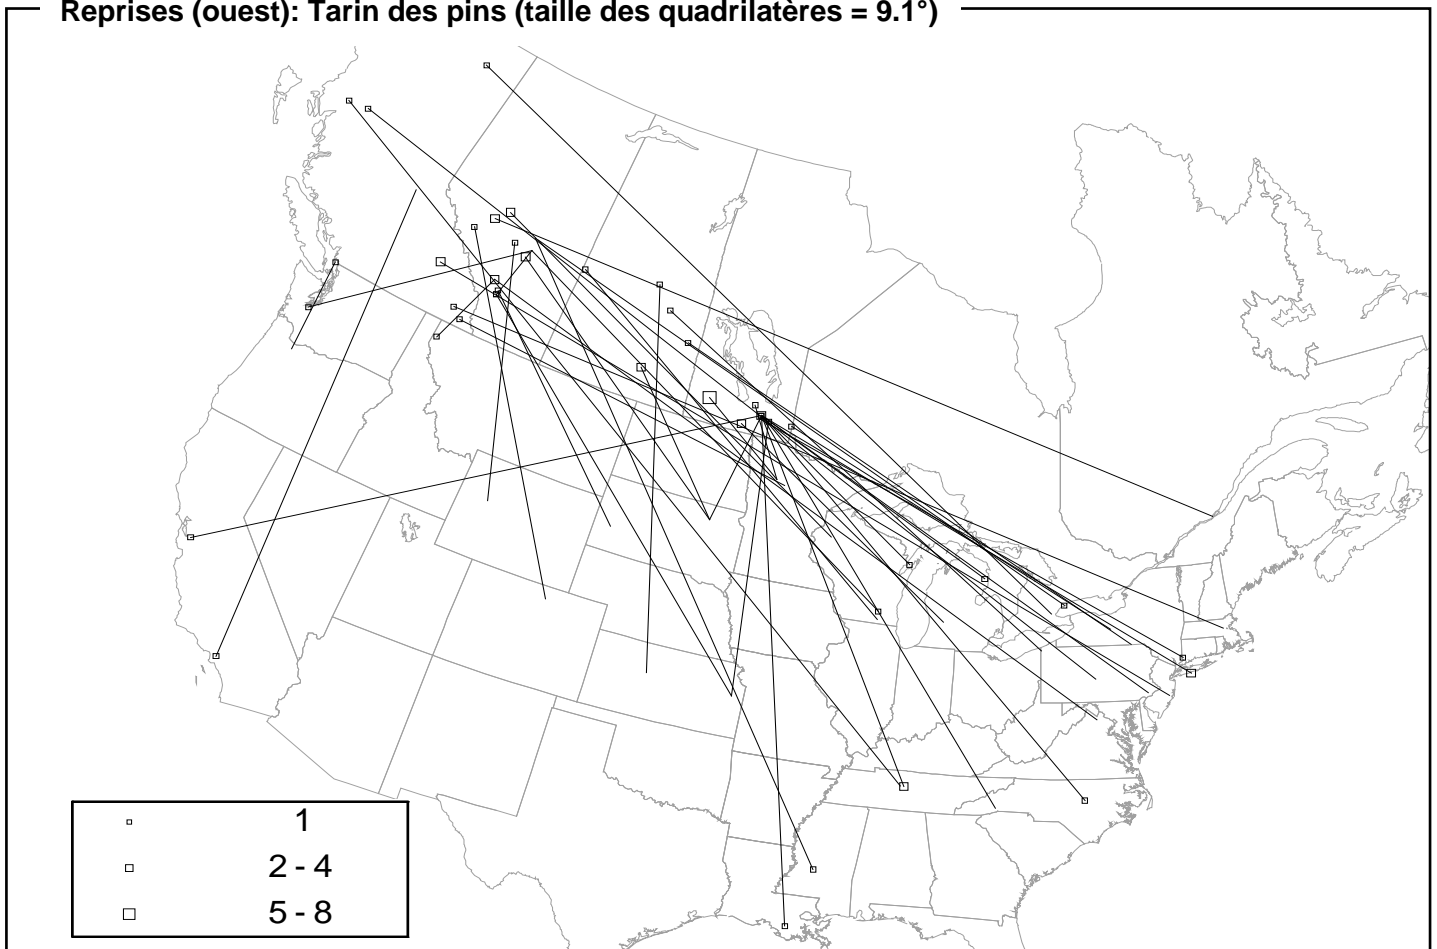 Reprises (ouest): Tarin des pins (taille des quadrilatères = 9.1°)
1
2 - 4
5 - 8